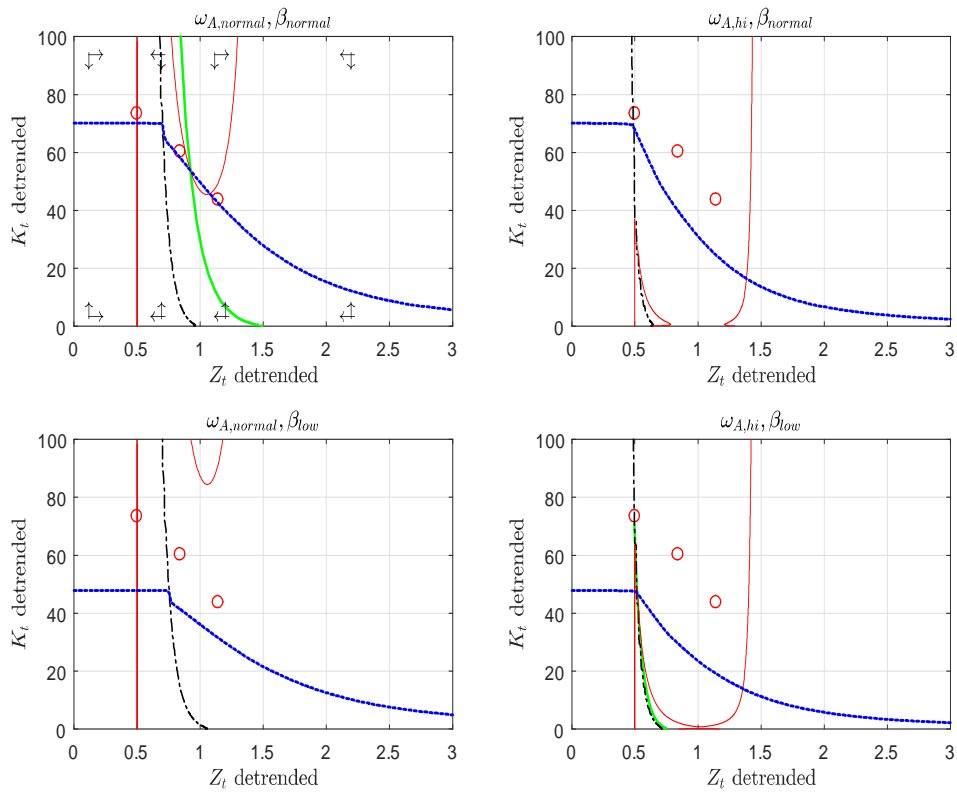 ω_{A,normal}, β_{normal}
100
80
60
40
20
0
K_t detrended
0 0.5 1 1.5 2 2.5 3
Z_t detrended
ω_{A,hi}, β_{normal}
100
80
60
40
20
0
K_t detrended
0 0.5 1 1.5 2 2.5 3
Z_t detrended
ω_{A,normal}, β_{low}
100
80
60
40
20
0
K_t detrended
0 0.5 1 1.5 2 2.5 3
Z_t detrended
ω_{A,hi}, β_{low}
100
80
60
40
20
0
K_t detrended
0 0.5 1 1.5 2 2.5 3
Z_t detrended